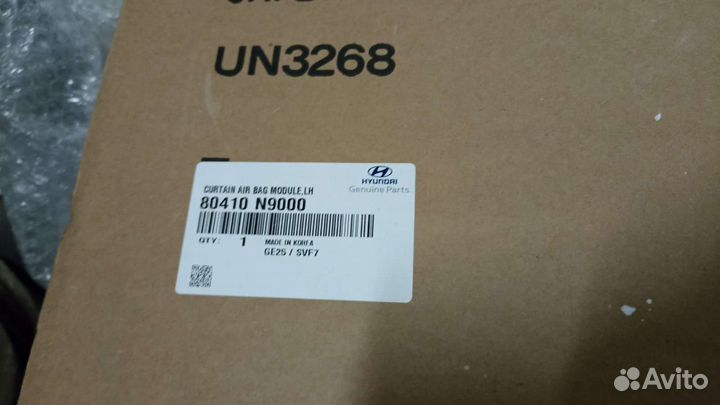 UN3268
CURTAIN AIR BAG MODULE,LH
80410 N9000
HYUNDAI
Genuine Parts
QTY: 1
MADE IN KOREA
GE25 / SVF7
Avito